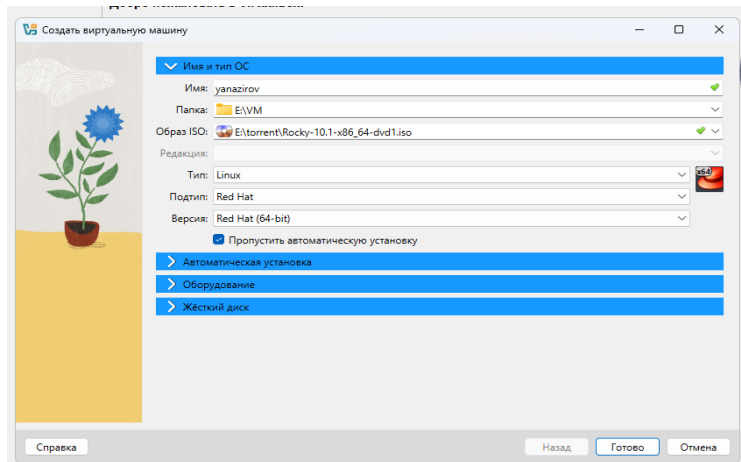 Создать виртуальную машину
Имя и тип ОС
Имя: yanazirov
Папка: E:\VM
Образ ISO: E:\torrent\Rocky-10.1-x86_64-dvd1.iso
Редакция:
Тип: Linux
x64
Подтип: Red Hat
Версия: Red Hat (64-bit)
Пропустить автоматическую установку
Автоматическая установка
Оборудование
Жёсткий диск
Справка Назад Готово Отмена